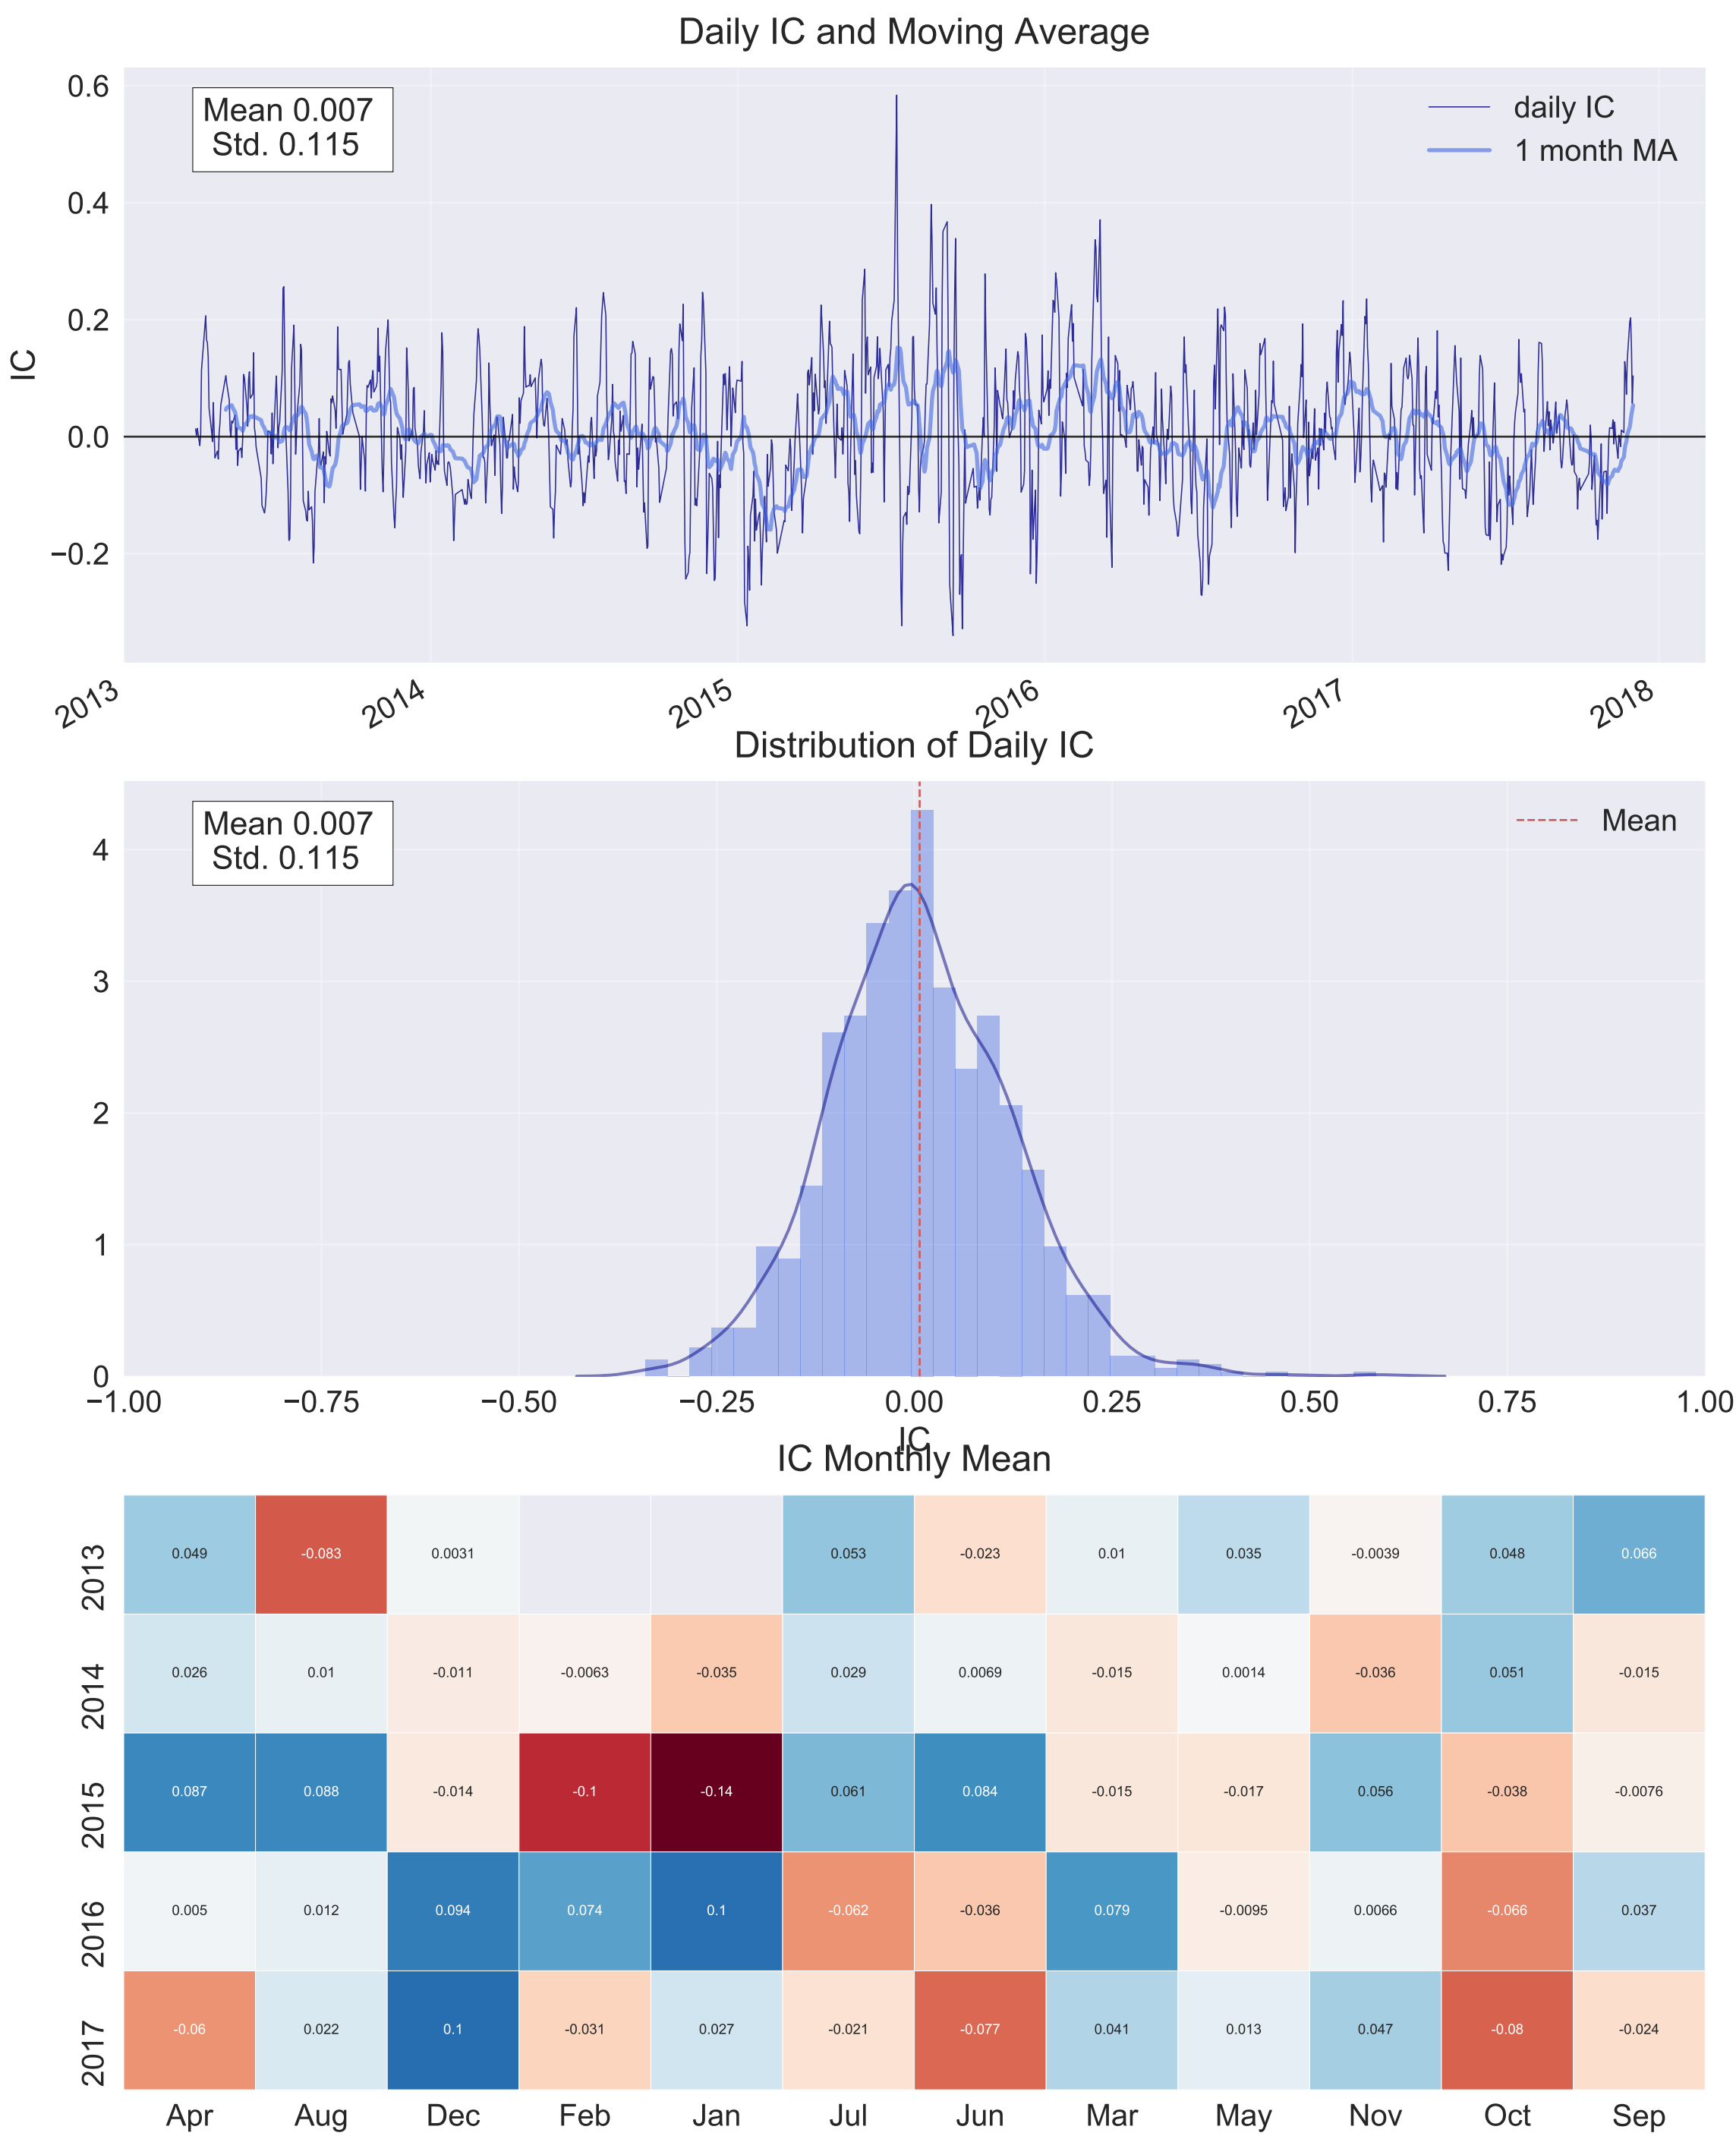 Daily IC and Moving Average
0.6
0.4
0.2
0.0
−0.2
IC
Mean 0.007
Std. 0.115
daily IC
1 month MA
2013 2014 2015 2016 2017 2018
Distribution of Daily IC
4
3
2
1
0
Mean 0.007
Std. 0.115
Mean
−1.00 −0.75 −0.50 −0.25 0.00 0.25 0.50 0.75 1.00
IC
IC Monthly Mean
2013 0.049 -0.083 0.0031 0.053 -0.023 0.01 0.035 -0.0039 0.048 0.066
2014 0.026 0.01 -0.011 -0.0063 -0.035 0.029 0.0069 -0.015 0.0014 -0.036 0.051 -0.015
2015 0.087 0.088 -0.014 -0.1 -0.14 0.061 0.084 -0.015 -0.017 0.056 -0.038 -0.0076
2016 0.005 0.012 0.094 0.074 0.1 -0.062 -0.036 0.079 -0.0095 0.0066 -0.066 0.037
2017 -0.06 0.022 0.1 -0.031 0.027 -0.021 -0.077 0.041 0.013 0.047 -0.08 -0.024
Apr Aug Dec Feb Jan Jul Jun Mar May Nov Oct Sep